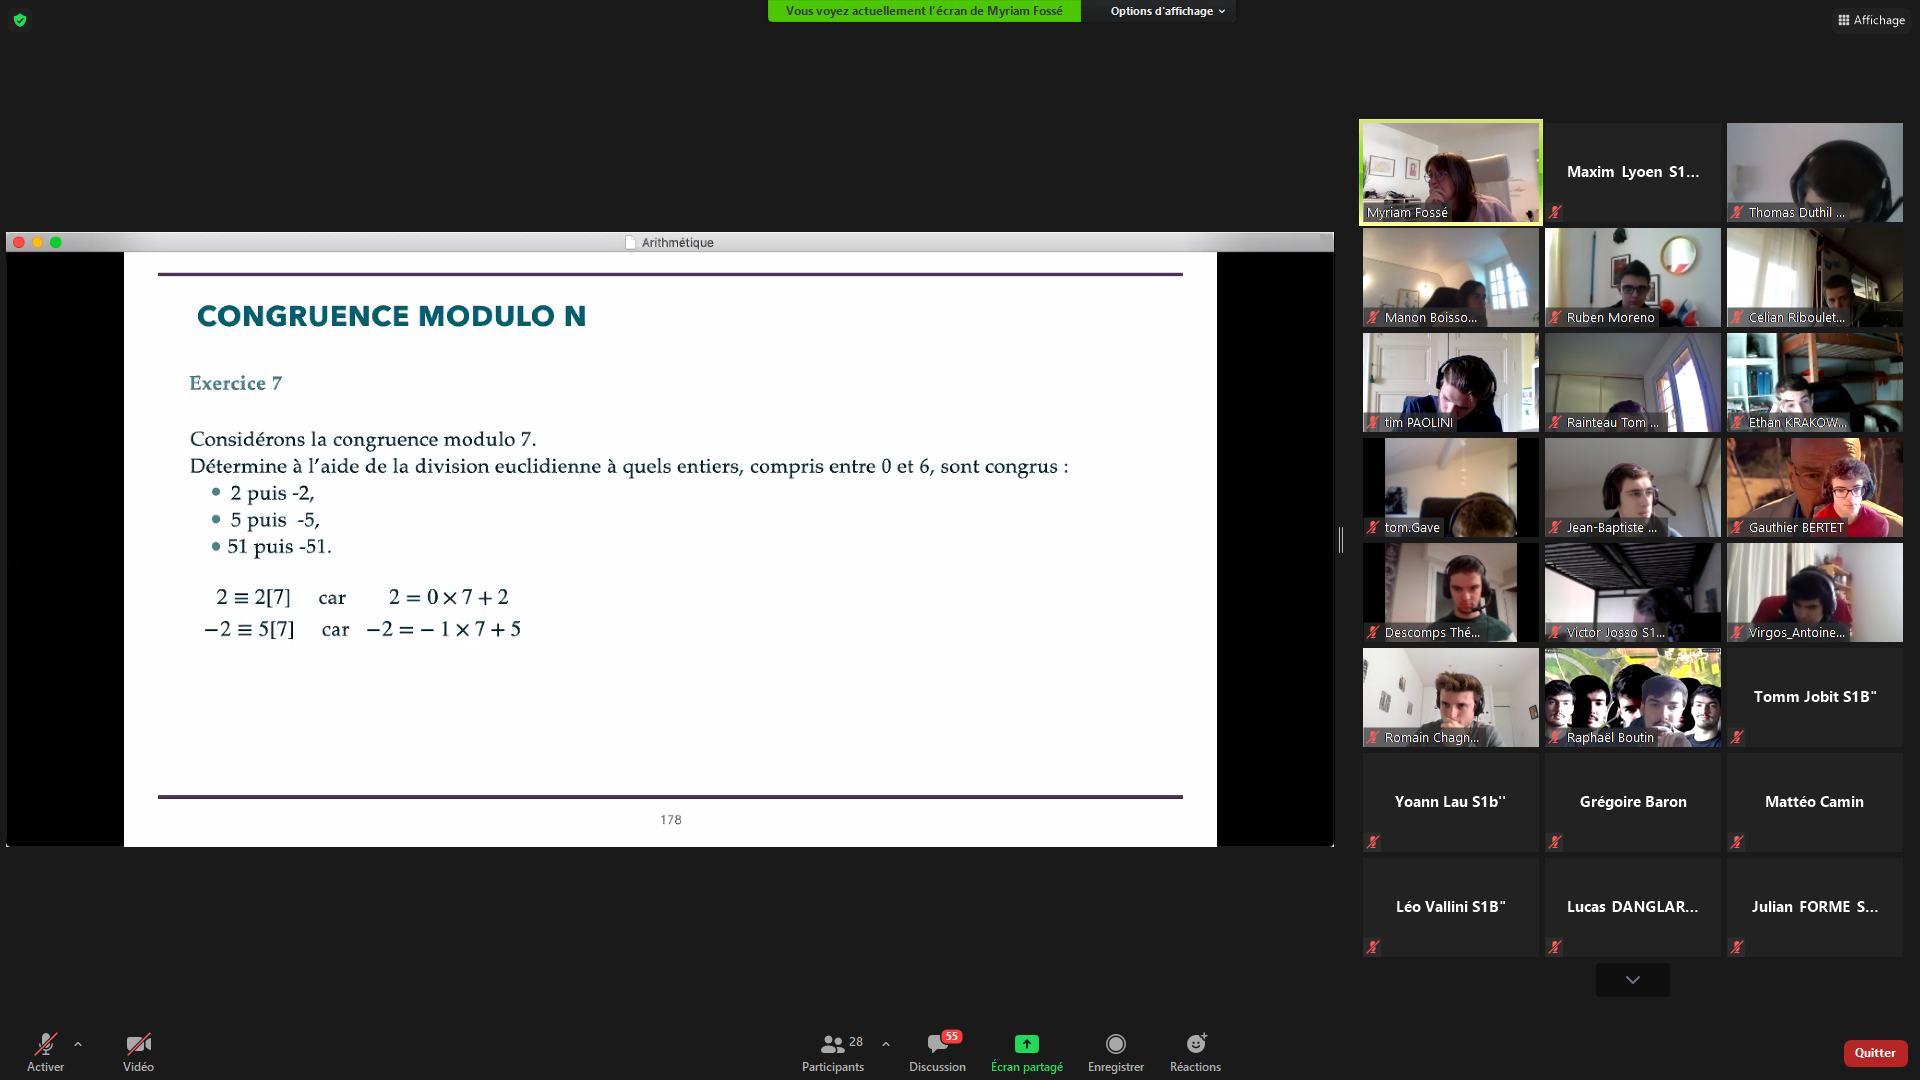 Vous voyez actuellement l'écran de Myriam Fossé
Options d'affichage
Affichage
Arithmétique
CONGRUENCE MODULO N
Exercice 7
Considérons la congruence modulo 7.
Détermine à l'aide de la division euclidienne à quels entiers, compris entre 0 et 6, sont congrus :
• 2 puis -2,
• 5 puis -5,
• 51 puis -51.
2 ≡ 2[7] car 2 = 0 × 7 + 2
−2 ≡ 5[7] car −2 = − 1 × 7 + 5
178
Myriam Fossé
Maxim Lyoen S1...
Thomas Duthil ...
Manon Boisso...
Ruben Moreno
Celian Riboulet...
tim PAOLINI
Rainteau Tom ...
Ethan KRAKOW...
tom.Gave
Jean-Baptiste ...
Gauthier BERTET
Descomps Thé...
Victor Josso S1...
Virgos_Antoine...
Romain Chagn...
Raphaël Boutin
Tomm Jobit S1B"
Yoann Lau S1b''
Grégoire Baron
Mattéo Camin
Léo Vallini S1B"
Lucas DANGLAR...
Julian FORME S...
Activer
Vidéo
28
Participants
55
Discussion
Écran partagé
Enregistrer
Réactions
Quitter